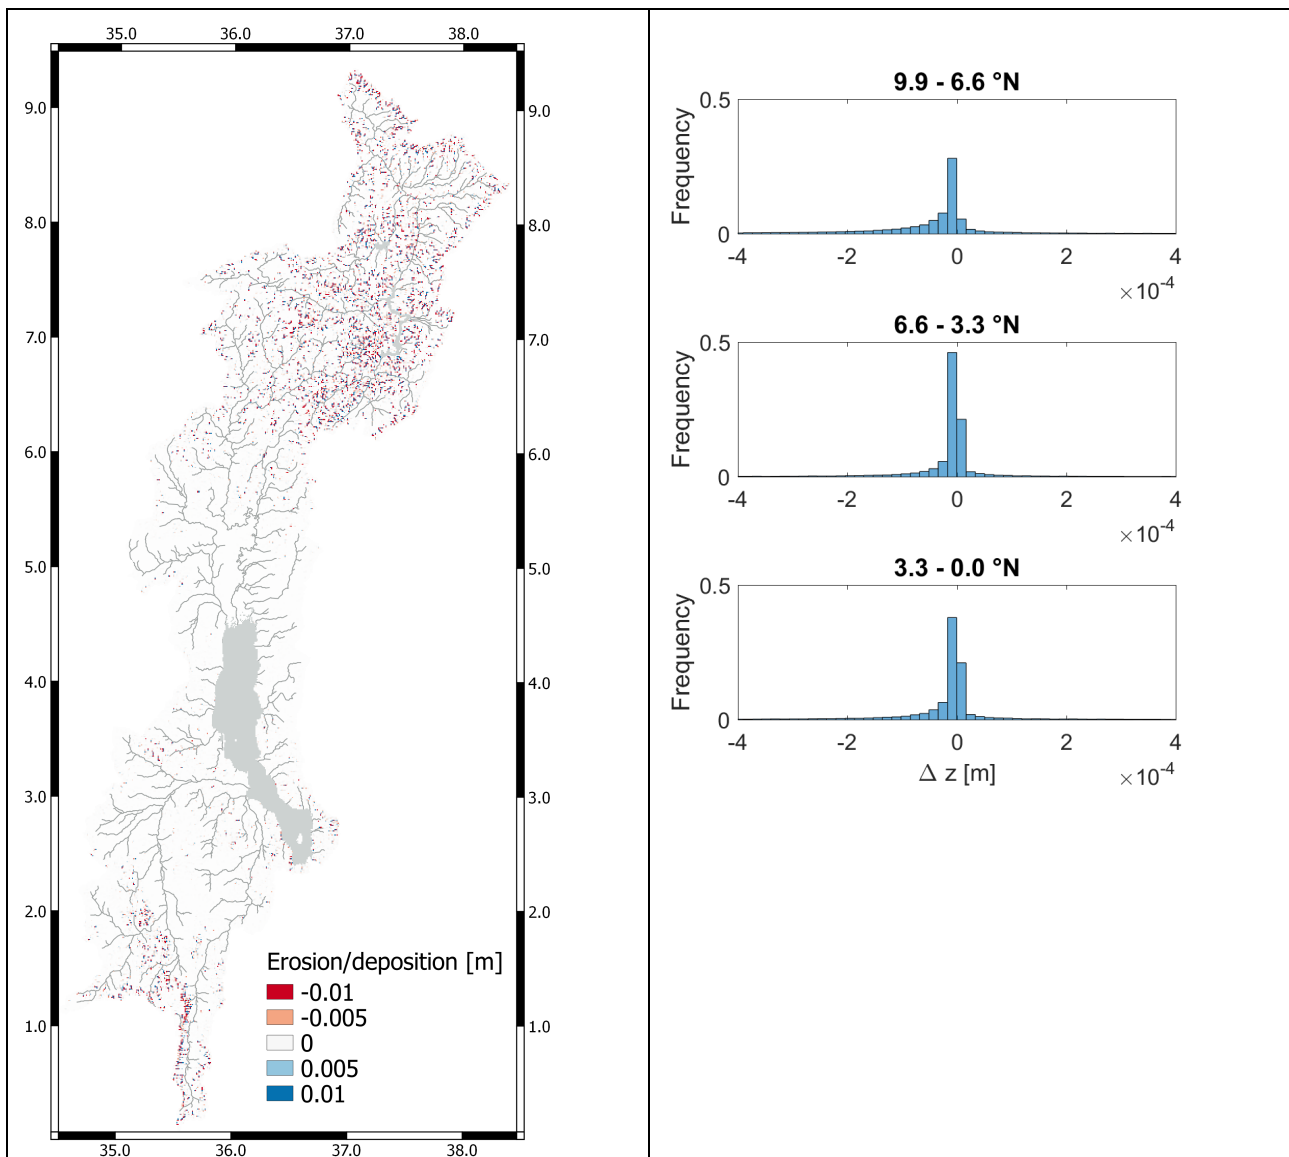 35.0 36.0 37.0 38.0
9.0 9.0
8.0 8.0
7.0 7.0
6.0 6.0
5.0 5.0
4.0 4.0
3.0 3.0
2.0 2.0
1.0 1.0
Erosion/deposition [m]
-0.01
-0.005
0
0.005
0.01
35.0 36.0 37.0 38.0
9.9 - 6.6 °N
0.5
Frequency
0
-4 -2 0 2 4
×10-4
6.6 - 3.3 °N
0.5
Frequency
0
-4 -2 0 2 4
×10-4
3.3 - 0.0 °N
0.5
Frequency
0
-4 -2 0 2 4
Δ z [m]
×10-4